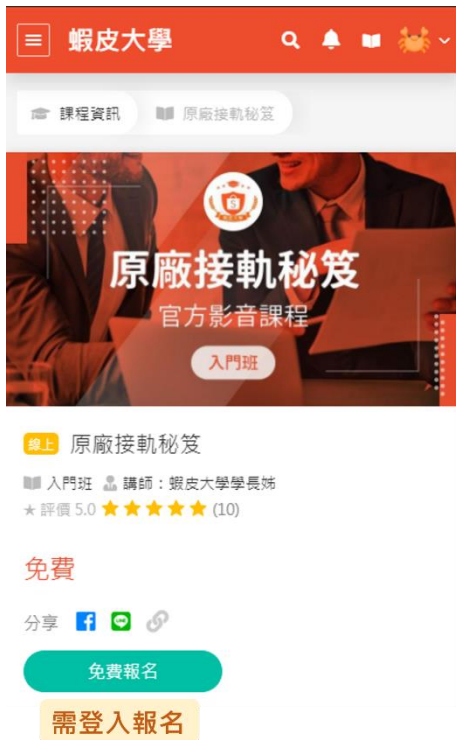 蝦皮大學
課程資訊 原廠接軌秘笈
原廠接軌秘笈
官方影音課程
入門班
線上 原廠接軌秘笈
入門班 講師：蝦皮大學學長姊
評價 5.0 (10)
免費
分享
免費報名
需登入報名